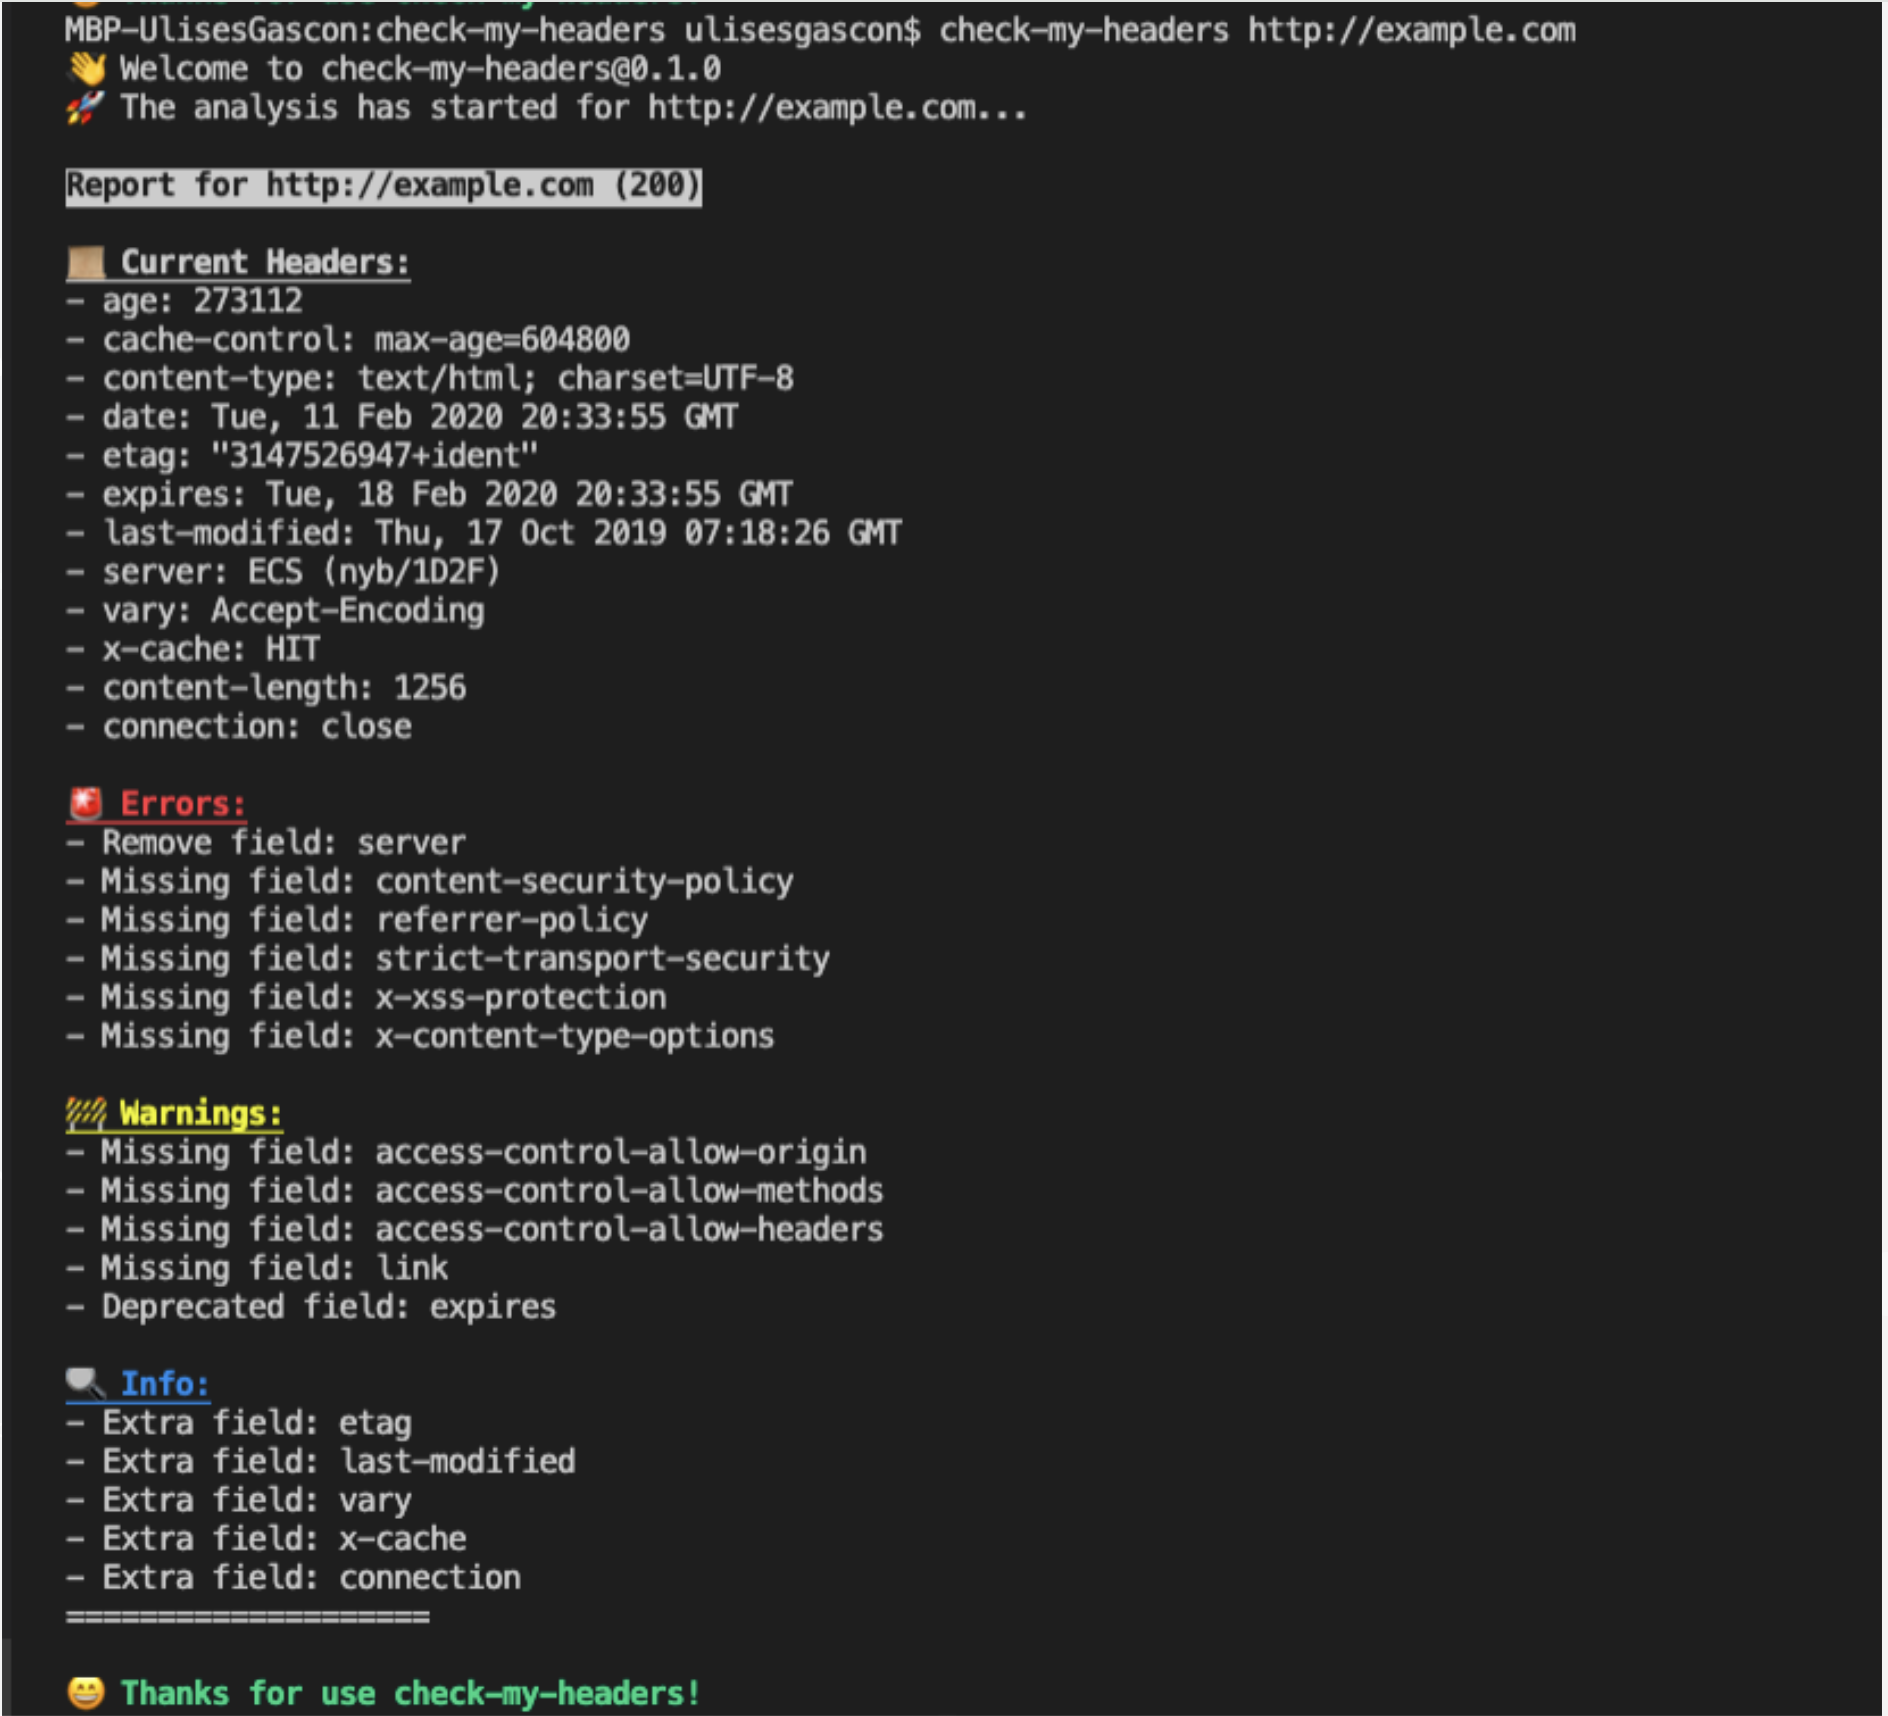 MBP-UlisesGascon:check-my-headers ulisesgascon$ check-my-headers http://example.com
👋 Welcome to check-my-headers@0.1.0
🚀 The analysis has started for http://example.com...
Report for http://example.com (200)
Current Headers:
- age: 273112
- cache-control: max-age=604800
- content-type: text/html; charset=UTF-8
- date: Tue, 11 Feb 2020 20:33:55 GMT
- etag: "3147526947+ident"
- expires: Tue, 18 Feb 2020 20:33:55 GMT
- last-modified: Thu, 17 Oct 2019 07:18:26 GMT
- server: ECS (nyb/1D2F)
- vary: Accept-Encoding
- x-cache: HIT
- content-length: 1256
- connection: close
🚨 Errors:
- Remove field: server
- Missing field: content-security-policy
- Missing field: referrer-policy
- Missing field: strict-transport-security
- Missing field: x-xss-protection
- Missing field: x-content-type-options
🚧 Warnings:
- Missing field: access-control-allow-origin
- Missing field: access-control-allow-methods
- Missing field: access-control-allow-headers
- Missing field: link
- Deprecated field: expires
🔍 Info:
- Extra field: etag
- Extra field: last-modified
- Extra field: vary
- Extra field: x-cache
- Extra field: connection
====================
😄 Thanks for use check-my-headers!